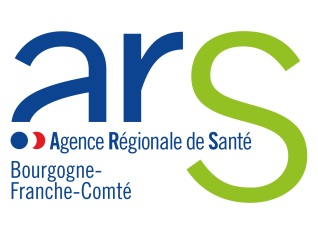 ars
Agence Régionale de Santé
Bourgogne-
Franche-Comté